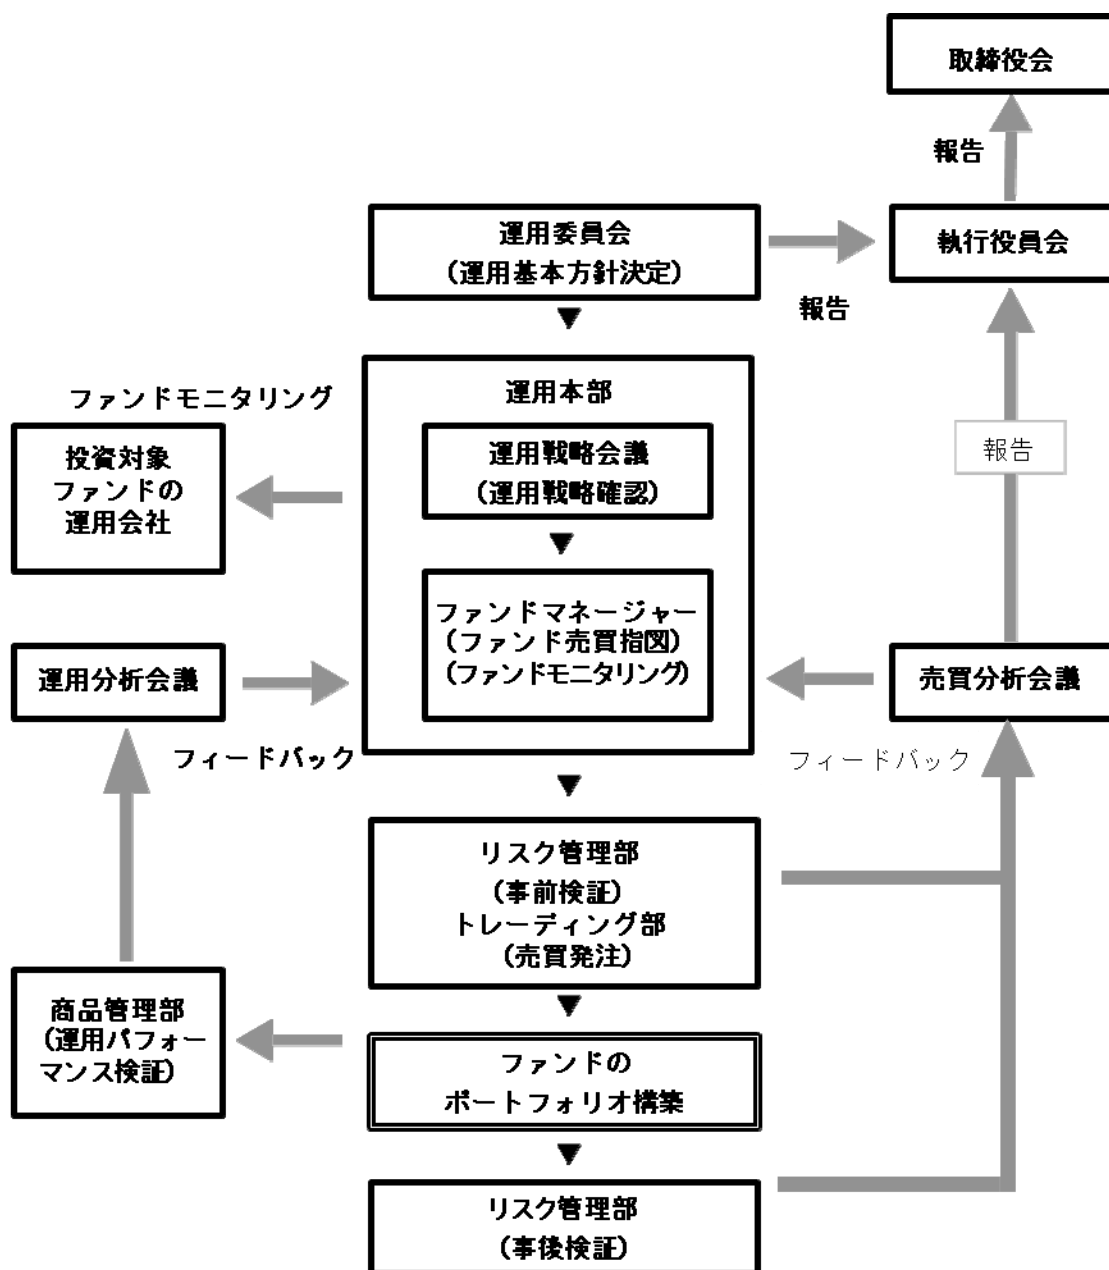 取締役会
報告
運用委員会
(運用基本方針決定)
執行役員会
報告
運用本部
ファンドモニタリング
投資対象
ファンドの
運用会社
運用戦略会議
(運用戦略確認)
報告
ファンドマネージャー
(ファンド売買指図)
(ファンドモニタリング)
運用分析会議
売買分析会議
フィードバック
フィードバック
リスク管理部
(事前検証)
トレーディング部
(売買発注)
商品管理部
(運用パフォー
マンス検証)
ファンドの
ポートフォリオ構築
リスク管理部
(事後検証)